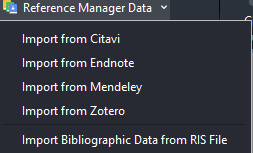 Reference Manager Data
Import from Citavi
Import from Endnote
Import from Mendeley
Import from Zotero
Import Bibliographic Data from RIS File